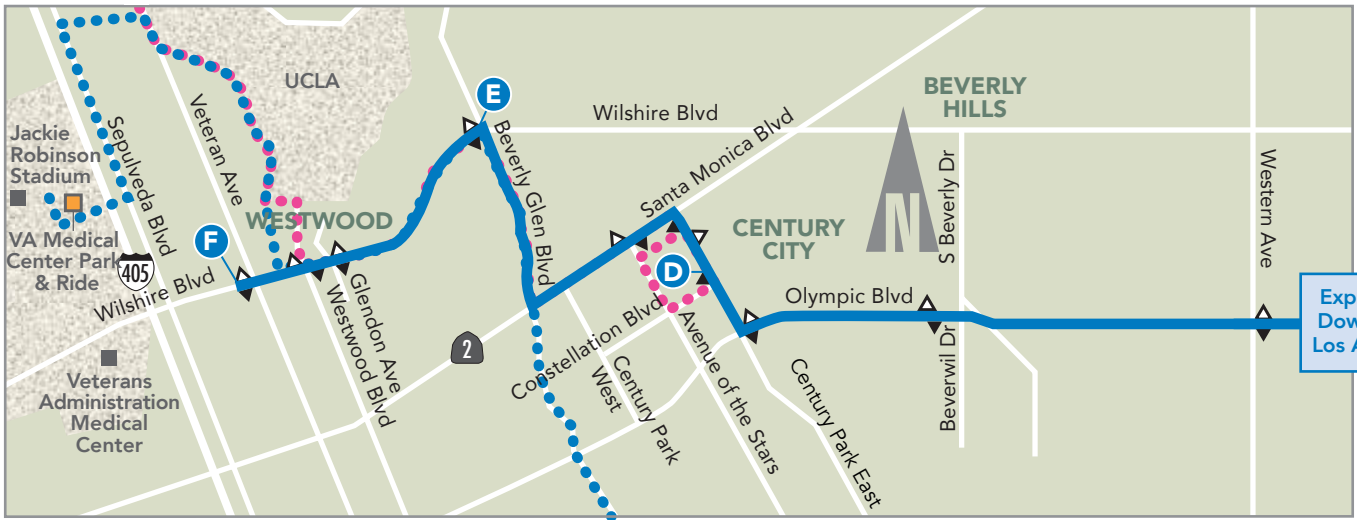 UCLA
E
BEVERLY
HILLS
Wilshire Blvd
Santa Monica Blvd
Veteran Ave
Sepulveda Blvd
Jackie
Robinson
Stadium
Beverly Glen Blvd
N
S Beverly Dr
Western Ave
WESTWOOD
CENTURY
CITY
F
D
VA Medical
Center Park
& Ride
405
Wilshire Blvd
Glendon Ave
Westwood Blvd
2
Constellation Blvd
Olympic Blvd
Century Park
West
Avenue of the Stars
Century Park East
Beverwil Dr
Veterans
Administration
Medical
Center
Exp
Dow
Los A